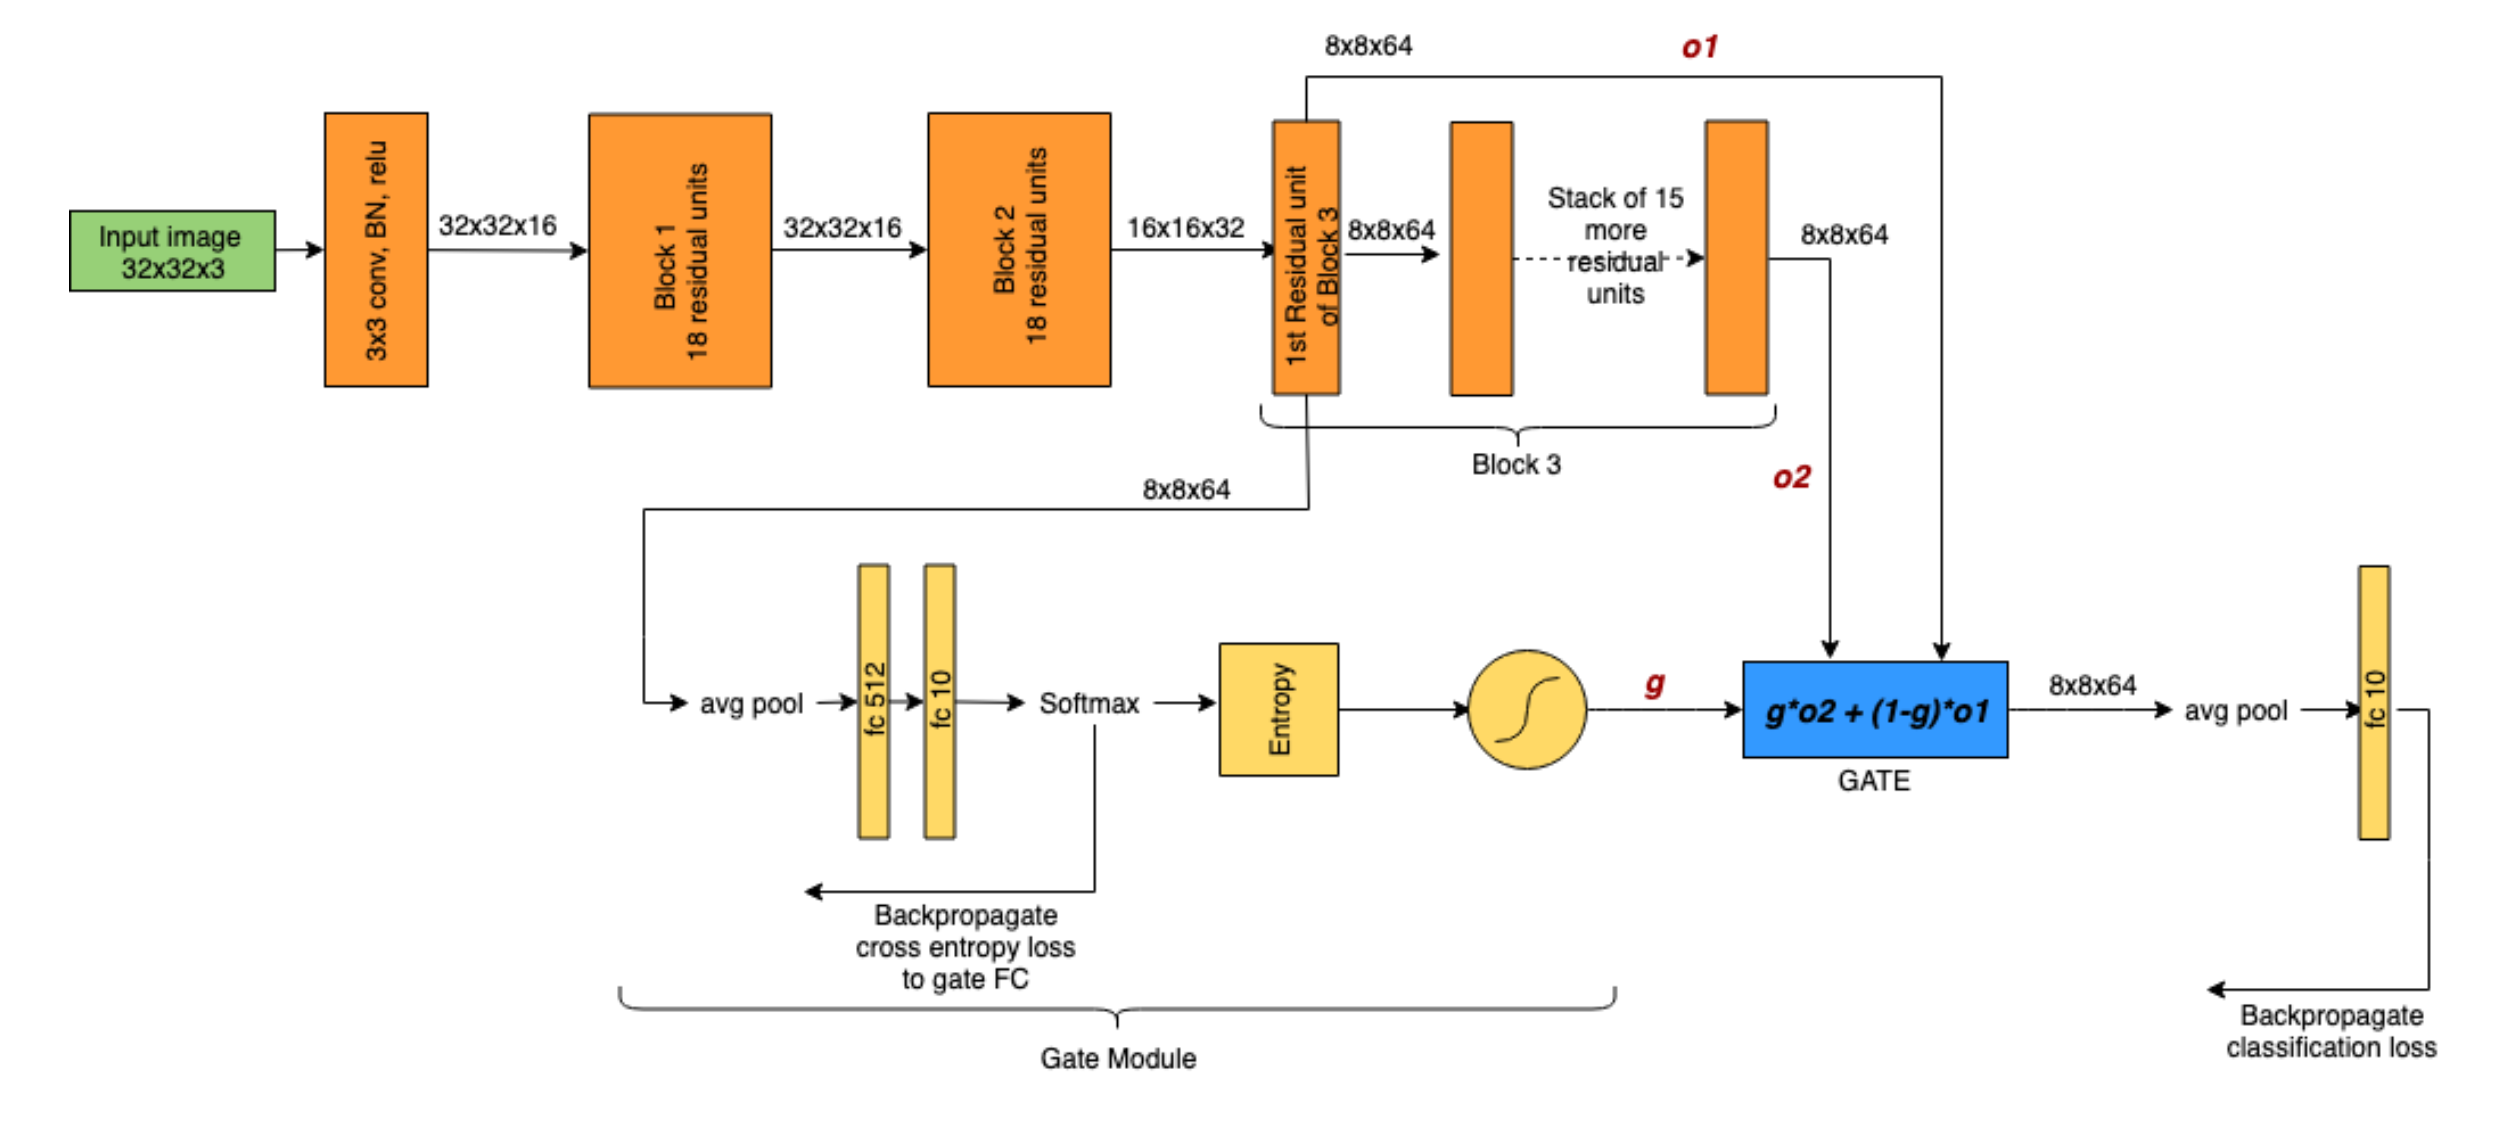 8x8x64
o1
Input image
32x32x3
3x3 conv, BN, relu
32x32x16
Block 1
18 residual units
32x32x16
Block 2
18 residual units
16x16x32
1st Residual unit
of Block 3
8x8x64
Stack of 15
more
residual
units
8x8x64
Block 3
o2
8x8x64
avg pool
fc 512
fc 10
Softmax
Entropy
g
g*o2 + (1-g)*o1
GATE
8x8x64
avg pool
fc 10
Backpropagate
cross entropy loss
to gate FC
Gate Module
Backpropagate
classification loss